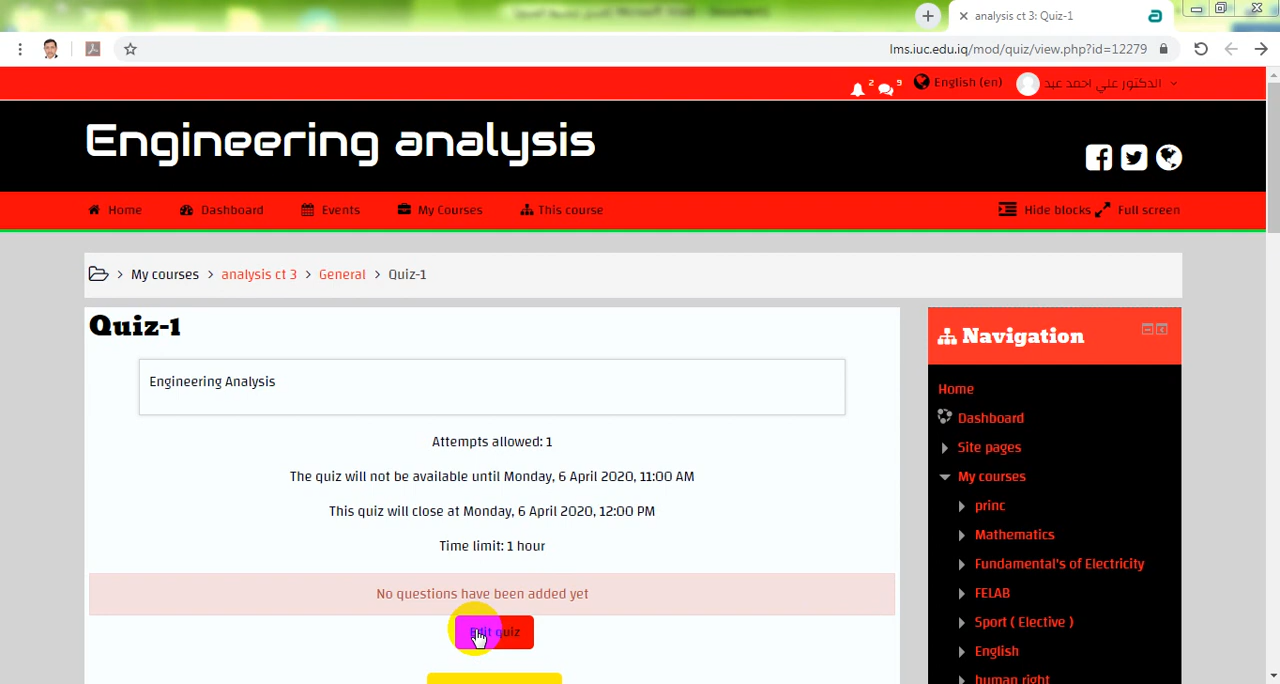 analysis ct 3: Quiz-1
lms.iuc.edu.iq/mod/quiz/view.php?id=12279
2
9
English (en)
الدكتور علي احمد عبد
Engineering analysis
Home
Dashboard
Events
My Courses
This course
Hide blocks
Full screen
My courses
analysis ct 3
General
Quiz-1
Quiz-1
Engineering Analysis
Attempts allowed: 1
The quiz will not be available until Monday, 6 April 2020, 11:00 AM
This quiz will close at Monday, 6 April 2020, 12:00 PM
Time limit: 1 hour
No questions have been added yet
Edit quiz
Navigation
Home
Dashboard
Site pages
My courses
princ
Mathematics
Fundamental's of Electricity
FELAB
Sport ( Elective )
English
human right